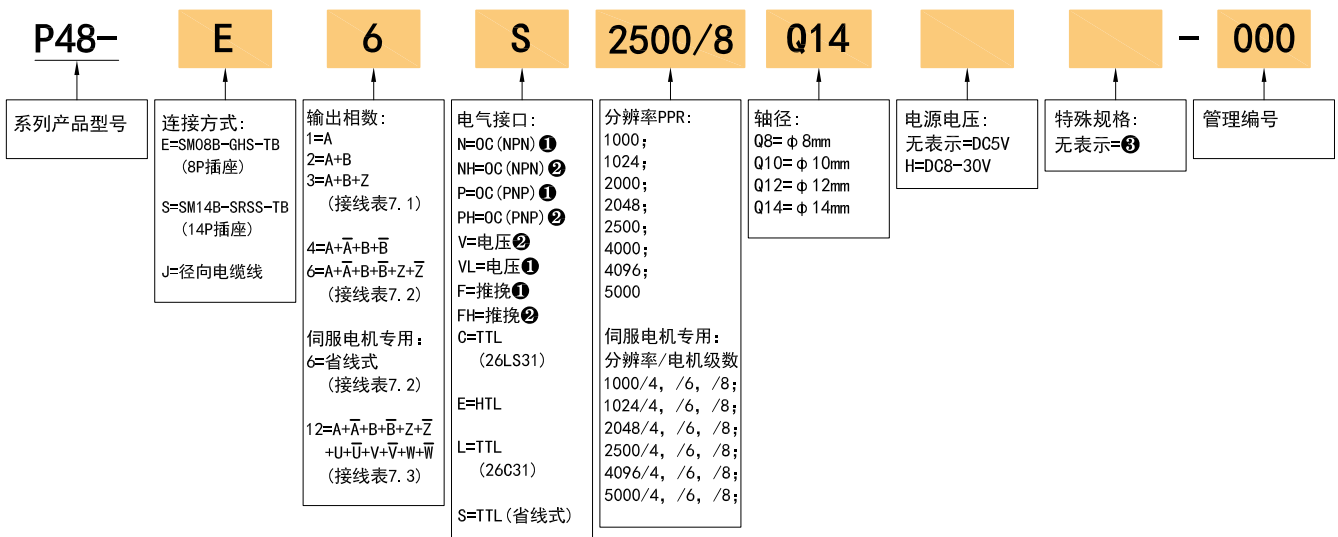 P48- E 6 S 2500/8 Q14 - 000
系列产品型号
连接方式:
E=SM08B-GHS-TB
(8P插座)
S=SM14B-SRSS-TB
(14P插座)
J=径向电缆线
输出相数:
1=A
2=A+B
3=A+B+Z
(接线表7.1)
4=A+A̅+B+B̅
6=A+A̅+B+B̅+Z+Z̅
(接线表7.2)
伺服电机专用:
6=省线式
(接线表7.2)
12=A+A̅+B+B̅+Z+Z̅
+U+U̅+V+V̅+W+W̅
(接线表7.3)
电气接口:
N=OC(NPN)❶
NH=OC(NPN)❷
P=OC(PNP)❶
PH=OC(PNP)❷
V=电压❷
VL=电压❶
F=推挽❶
FH=推挽❷
C=TTL
(26LS31)
E=HTL
L=TTL
(26C31)
S=TTL(省线式)
分辨率PPR:
1000;
1024;
2000;
2048;
2500;
4000;
4096;
5000
伺服电机专用:
分辨率/电机级数
1000/4, /6, /8;
1024/4, /6, /8;
2048/4, /6, /8;
2500/4, /6, /8;
4096/4, /6, /8;
5000/4, /6, /8;
轴径:
Q8=φ8mm
Q10=φ10mm
Q12=φ12mm
Q14=φ14mm
电源电压:
无表示=DC5V
H=DC8-30V
特殊规格:
无表示=❸
管理编号